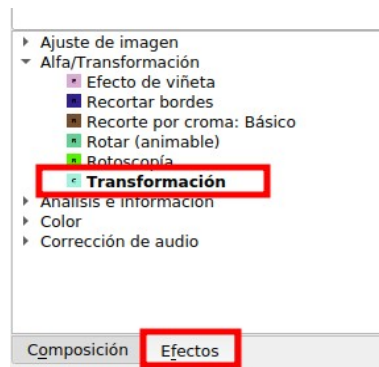 Ajuste de imagen
Alfa/Transformación
Efecto de viñeta
Recortar bordes
Recorte por croma: Básico
Rotar (animable)
Rotoscopía
Transformación
Análisis e información
Color
Corrección de audio
Composición Efectos